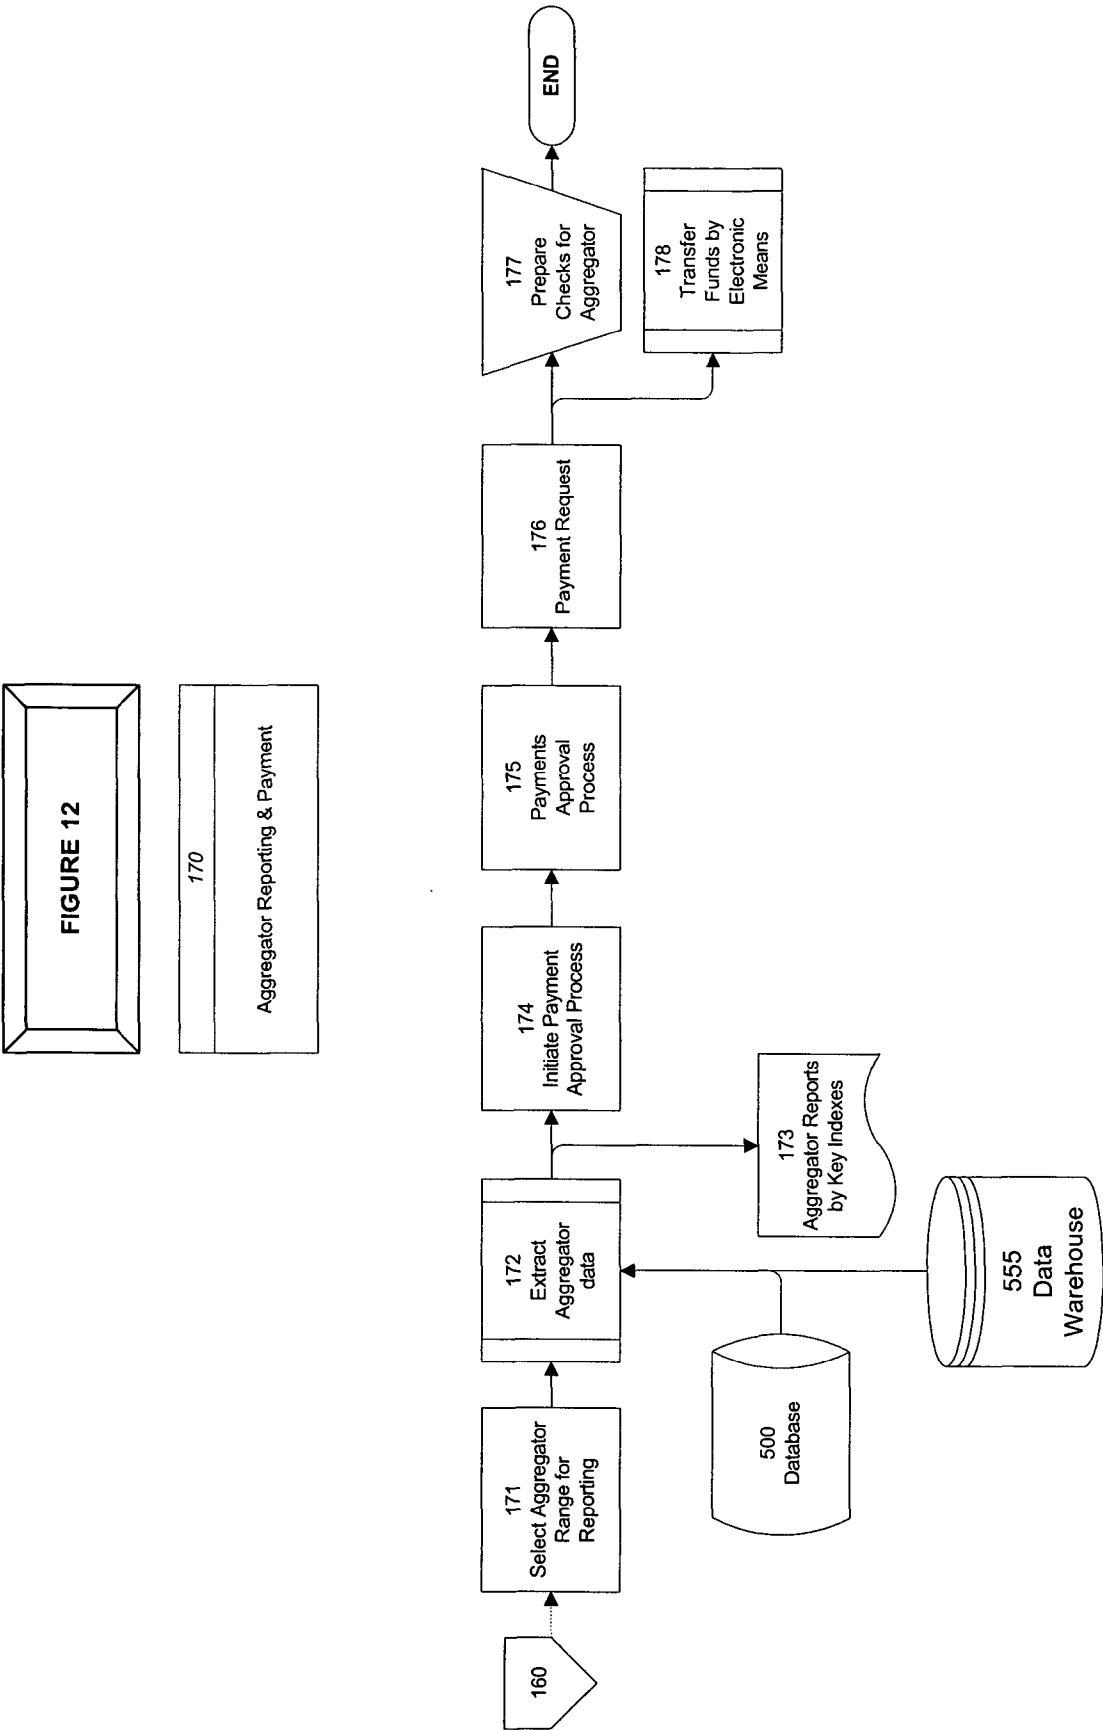 FIGURE 12
170
Aggregator Reporting & Payment
160
171
Select Aggregator
Range for
Reporting
172
Extract
Aggregator
data
174
Initiate Payment
Approval Process
175
Payments
Approval
Process
176
Payment Request
177
Prepare
Checks for
Aggregator
END
178
Transfer
Funds by
Electronic
Means
173
Aggregator Reports
by Key Indexes
500
Database
555
Data
Warehouse